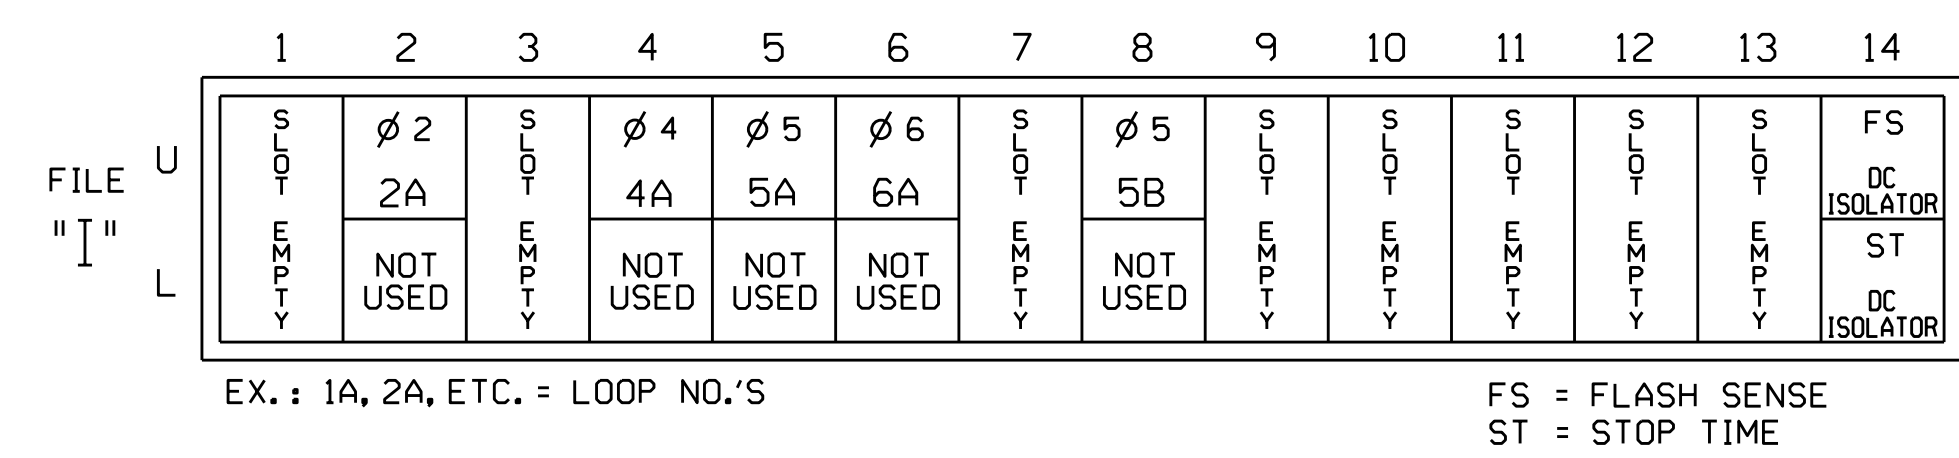 1 2 3 4 5 6 7 8 9 10 11 12 13 14
FILE
"I"
U
L
SLOT EMPTY
Ø 2
2A
NOT
USED
SLOT EMPTY
Ø 4
4A
NOT
USED
Ø 5
5A
NOT
USED
Ø 6
6A
NOT
USED
SLOT EMPTY
Ø 5
5B
NOT
USED
SLOT EMPTY
SLOT EMPTY
SLOT EMPTY
SLOT EMPTY
SLOT EMPTY
FS
DC
ISOLATOR
ST
DC
ISOLATOR
EX.: 1A, 2A, ETC. = LOOP NO.'S
FS = FLASH SENSE
ST = STOP TIME